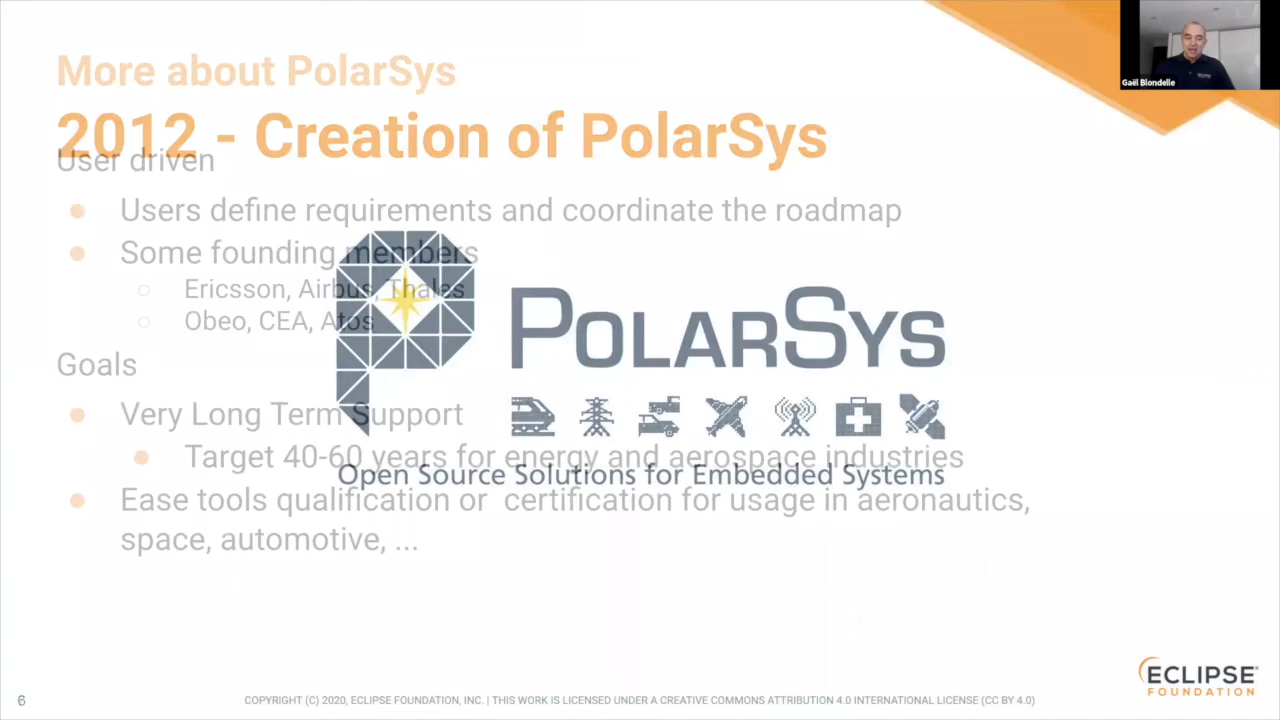 Gaël Blondelle
More about PolarSys
2012 - Creation of PolarSys
User driven
● Users define requirements and coordinate the roadmap
● Some founding members
○ Ericsson, Airbus, Thales
○ Obeo, CEA, Atos
POLARSYS
Goals
● Very Long Term Support
● Target 40-60 years for energy and aerospace industries
Open Source Solutions for Embedded Systems
● Ease tools qualification or certification for usage in aeronautics,
space, automotive, ...
6
COPYRIGHT (C) 2020, ECLIPSE FOUNDATION, INC. | THIS WORK IS LICENSED UNDER A CREATIVE COMMONS ATTRIBUTION 4.0 INTERNATIONAL LICENSE (CC BY 4.0)
ECLIPSE
FOUNDATION